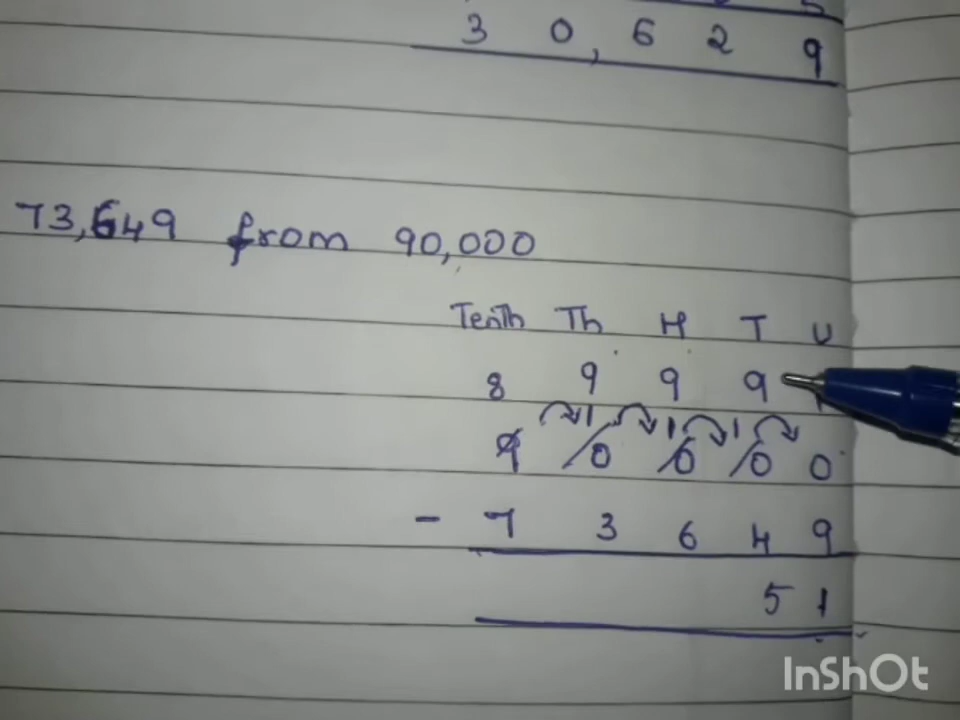 3 0, 6 2 9
73,649 from 90,000
Tenth Th H T U
8 9 9 9
1 1 1
9 0 0 0 0
- 7 3 6 4 9
5 1
InShOt